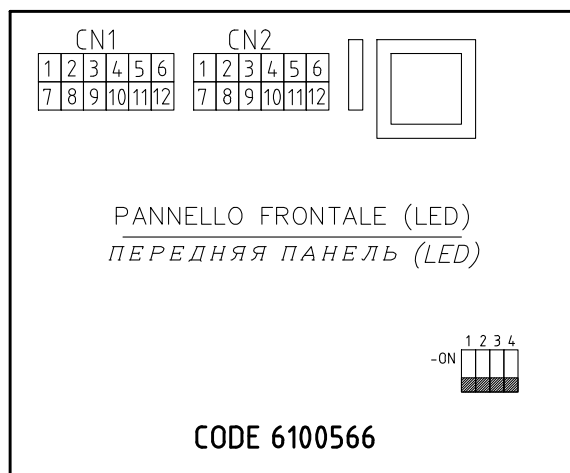 CN1 CN2
1 2 3 4 5 6 1 2 3 4 5 6
7 8 9 10 11 12 7 8 9 10 11 12
PANNELLO FRONTALE (LED)
ПЕРЕДНЯЯ ПАНЕЛЬ (LED)
1 2 3 4
-ON
CODE 6100566